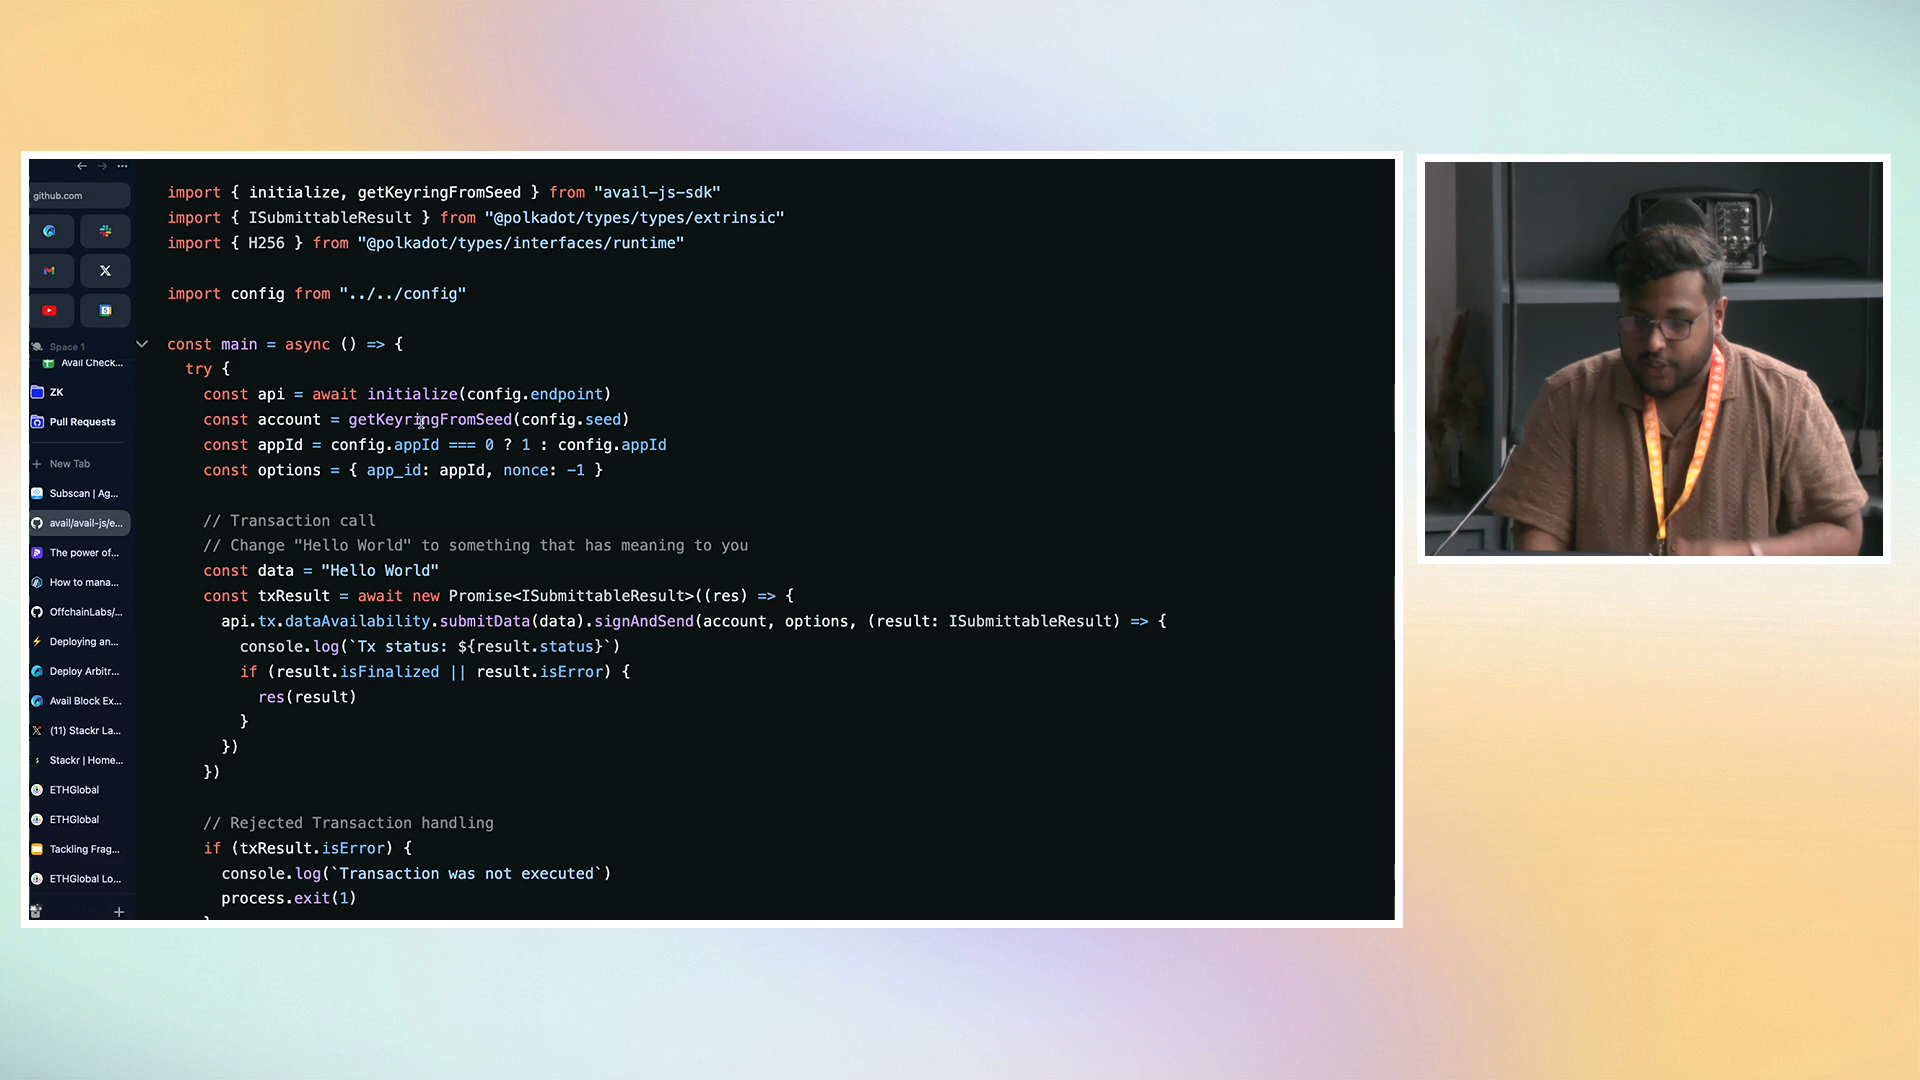 github.com
Space 1
Avail Check...
ZK
Pull Requests
New Tab
Subscan | Ag...
avail/avail-js/e...
The power of...
How to mana...
OffchainLabs/...
Deploying an...
Deploy Arbitr...
Avail Block Ex...
(11) Stackr La...
Stackr | Home...
ETHGlobal
ETHGlobal
Tackling Frag...
ETHGlobal Lo...
import { initialize, getKeyringFromSeed } from "avail-js-sdk"
import { ISubmittableResult } from "@polkadot/types/types/extrinsic"
import { H256 } from "@polkadot/types/interfaces/runtime"
import config from "../../config"
const main = async () => {
try {
const api = await initialize(config.endpoint)
const account = getKeyringFromSeed(config.seed)
const appId = config.appId === 0 ? 1 : config.appId
const options = { app_id: appId, nonce: -1 }
// Transaction call
// Change "Hello World" to something that has meaning to you
const data = "Hello World"
const txResult = await new Promise<ISubmittableResult>((res) => {
api.tx.dataAvailability.submitData(data).signAndSend(account, options, (result: ISubmittableResult) => {
console.log(`Tx status: ${result.status}`)
if (result.isFinalized || result.isError) {
res(result)
}
})
})
// Rejected Transaction handling
if (txResult.isError) {
console.log(`Transaction was not executed`)
process.exit(1)